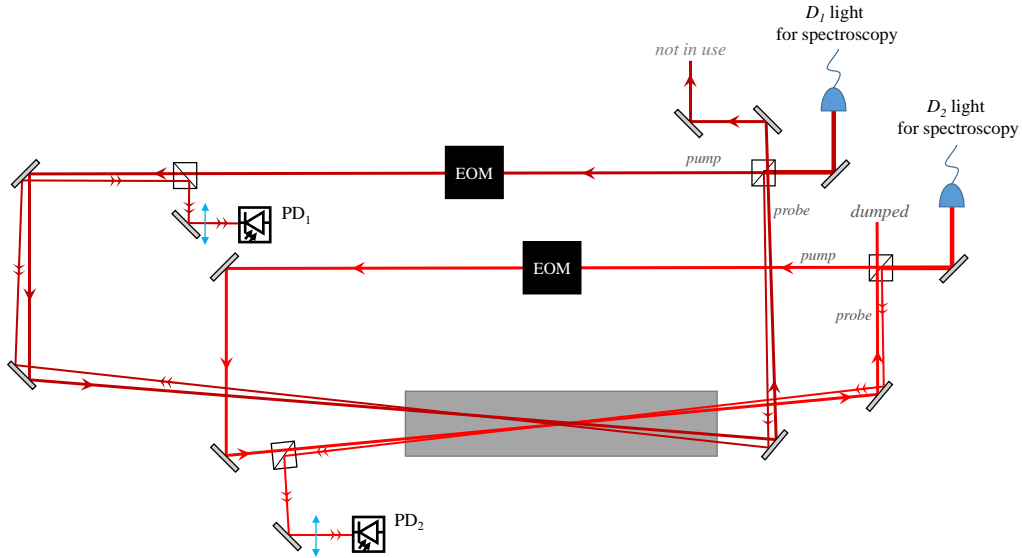 D1 light
for spectroscopy
not in use
D2 light
for spectroscopy
pump
EOM
probe
dumped
PD1
pump
EOM
probe
PD2